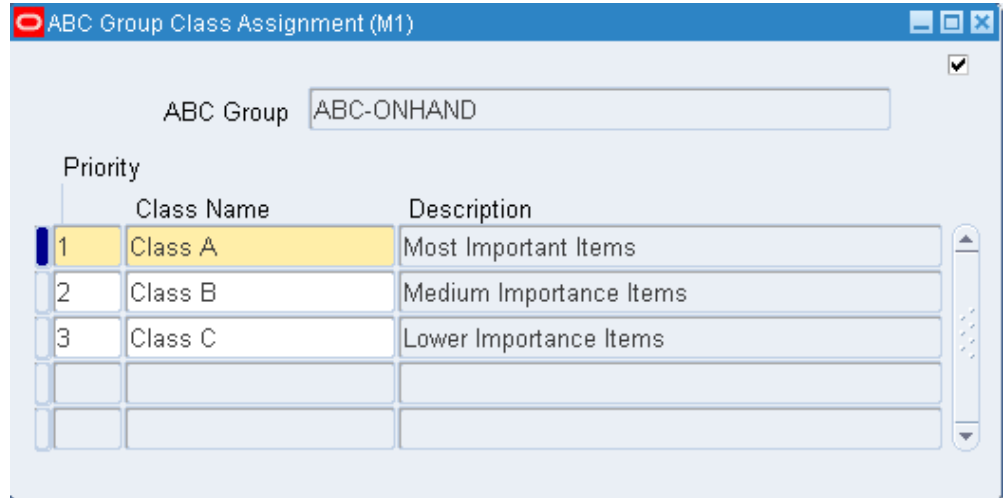 ABC Group Class Assignment (M1)
ABC Group ABC-ONHAND
Priority
Class Name Description
1 Class A Most Important Items
2 Class B Medium Importance Items
3 Class C Lower Importance Items